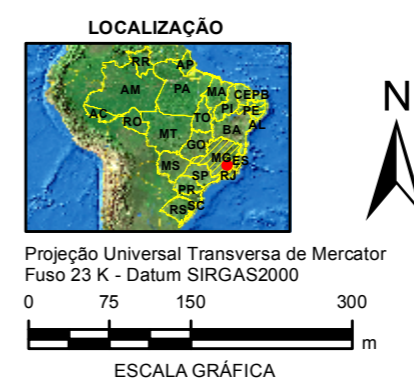 LOCALIZAÇÃO
RR AP
AM PA MA CE PB
PI PE
AC RO TO AL
MT BA
GO
MG ES
MS SP RJ
PR
SC
RS
N
Projeção Universal Transversa de Mercator
Fuso 23 K - Datum SIRGAS2000
0 75 150 300
m
ESCALA GRÁFICA